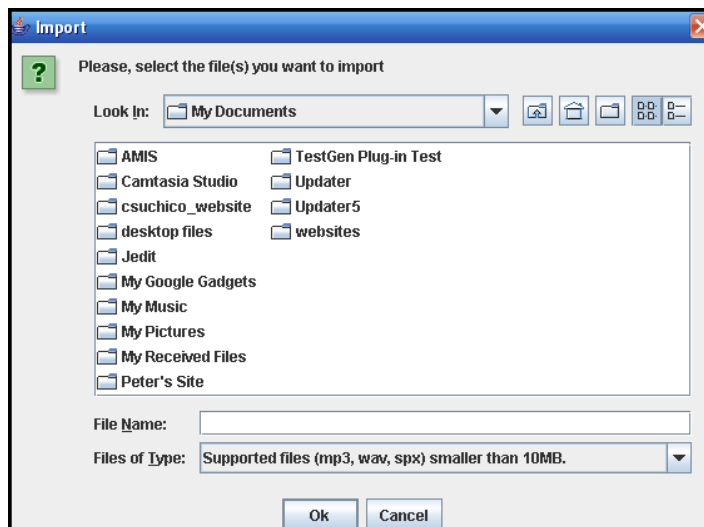 Import
?
Please, select the file(s) you want to import
Look In: My Documents
AMIS
Camtasia Studio
csuchico_website
desktop files
Jedit
My Google Gadgets
My Music
My Pictures
My Received Files
Peter's Site
TestGen Plug-in Test
Updater
Updater5
websites
File Name:
Files of Type: Supported files (mp3, wav, spx) smaller than 10MB.
Ok Cancel